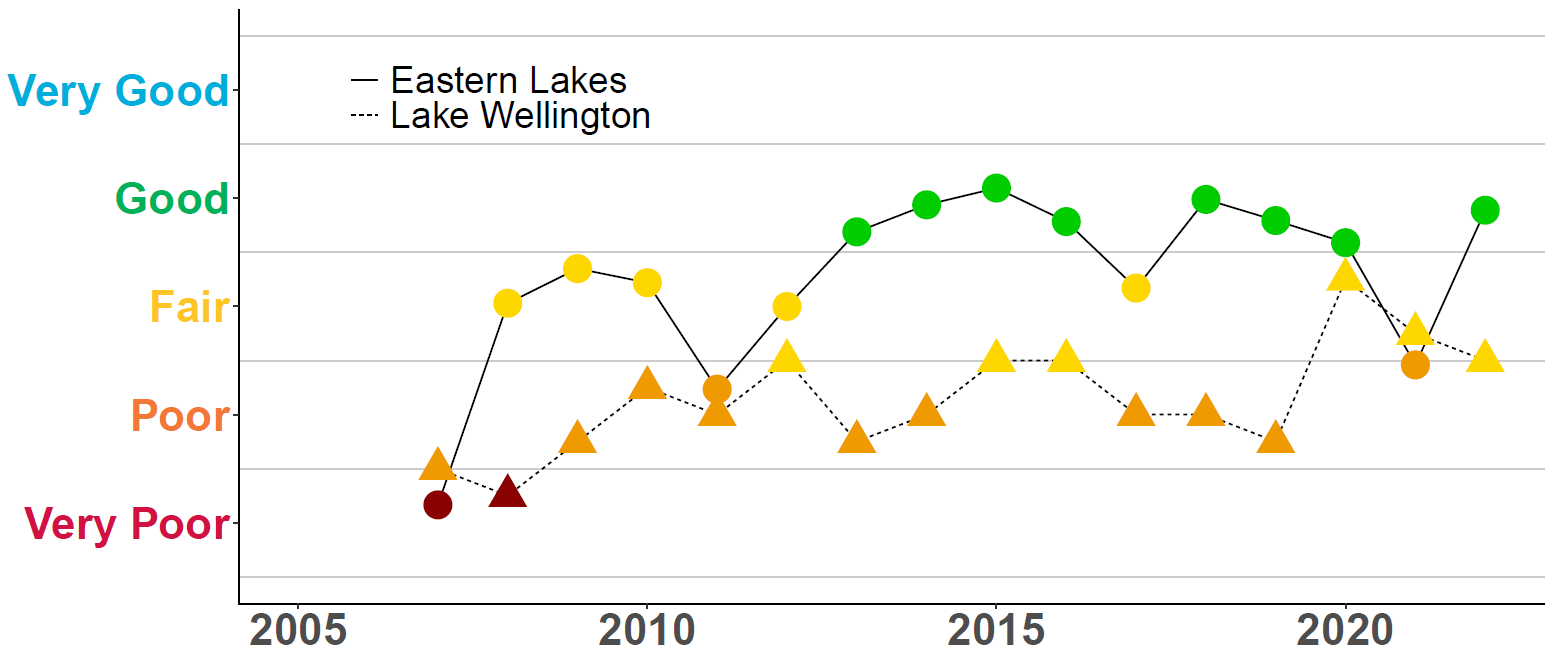 Very Good
Eastern Lakes
Lake Wellington
Good
Fair
Poor
Very Poor
2005 2010 2015 2020